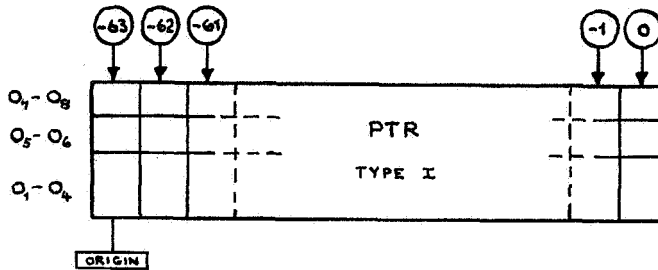 -63 -62 -61 -1 0
O7 - O8
PTR
O5 - O6
TYPE I
O1 - O4
ORIGIN